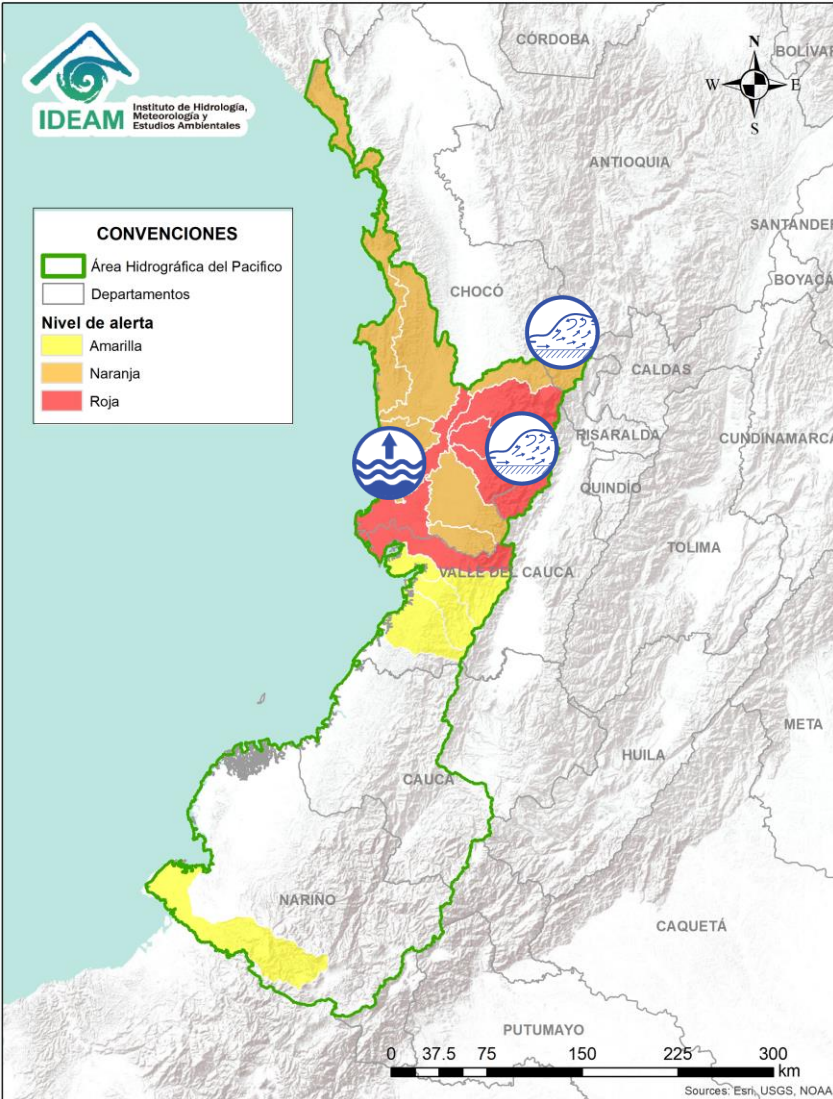 IDEAM
Instituto de Hidrología,
Meteorología y
Estudios Ambientales
CÓRDOBA
BOLÍVAR
N
W
E
S
ANTIOQUIA
SANTANDER
BOYACÁ
CONVENCIONES
Área Hidrográfica del Pacifico
Departamentos
Nivel de alerta
Amarilla
Naranja
Roja
CHOCÓ
CALDAS
RISARALDA
CUNDINAMARCA
QUINDÍO
TOLIMA
VALLE DEL CAUCA
META
HUILA
CAUCA
NARIÑO
CAQUETÁ
PUTUMAYO
0 37.5 75 150 225 300
km
Sources: Esri, USGS, NOAA